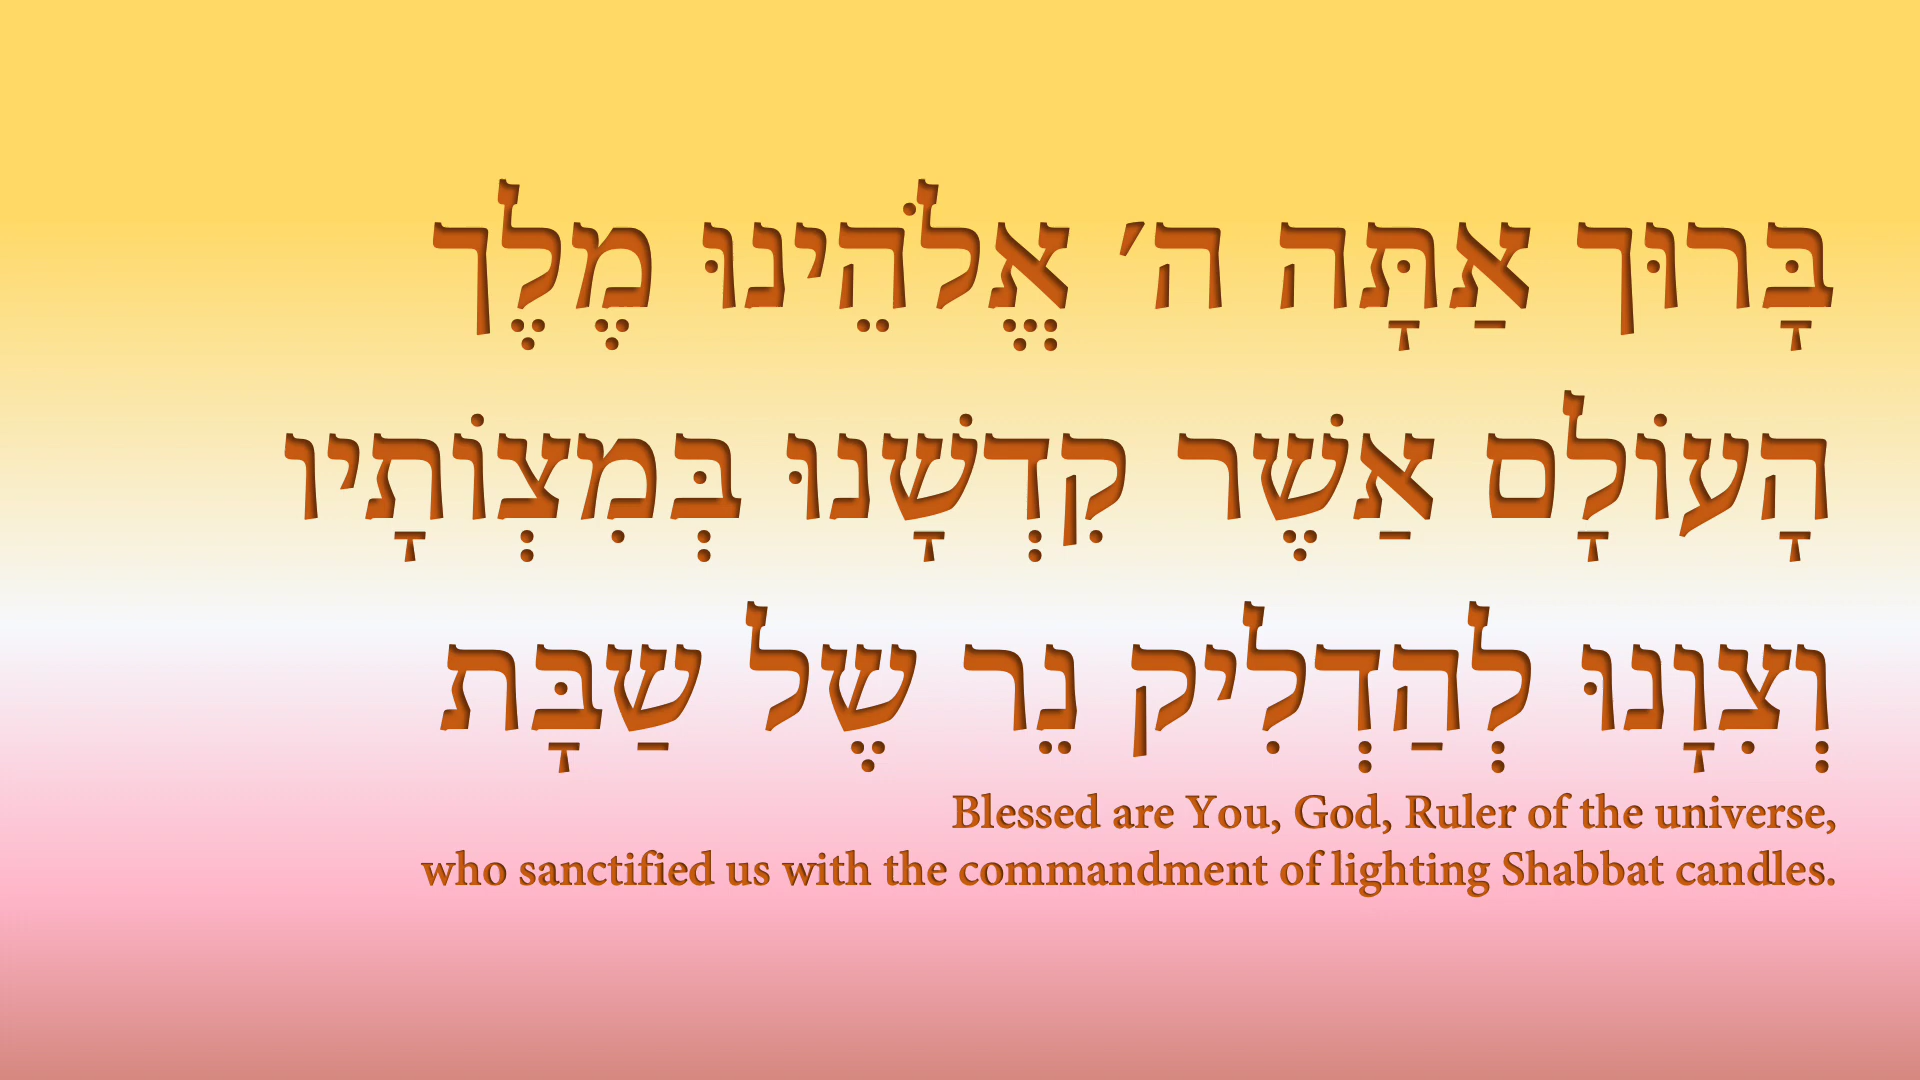 בָּרוּךְ אַתָּה ה׳ אֱלֹהֵינוּ מֶלֶךְ
הָעוֹלָם אַשֶׁר קִדְשָׁנוּ בְּמִצְוֹתָיו
וְצִוָנוּ לְהַדְלִיק נֵר שֶׁל שַׁבָּת
Blessed are You, God, Ruler of the universe,
who sanctified us with the commandment of lighting Shabbat candles.